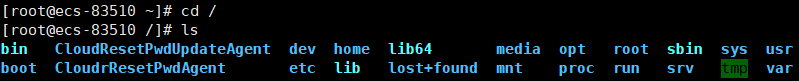 [root@ecs-83510 ~]# cd /
[root@ecs-83510 /]# ls
bin CloudResetPwdUpdateAgent dev home lib64 media opt root sbin sys usr
boot CloudrResetPwdAgent etc lib lost+found mnt proc run srv tmp var